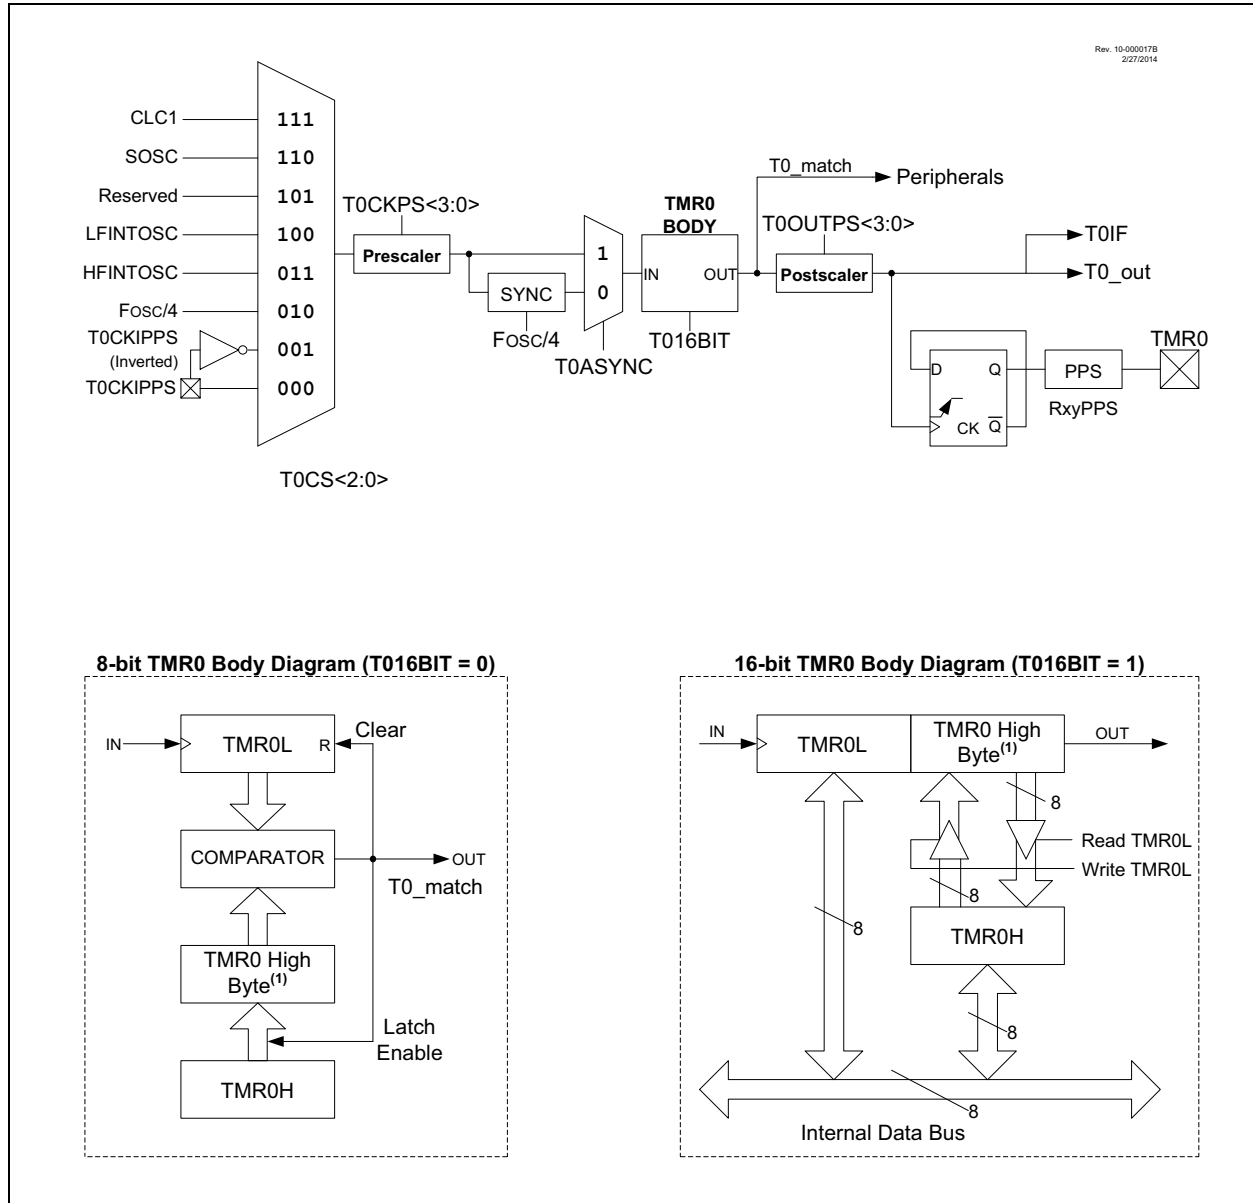 Rev. 10-000017B
2/27/2014
CLC1
111
SOSC
110
Reserved
101
LFINTOSC
100
HFINTOSC
011
FOSC/4
010
T0CKIPPS
(Inverted)
001
T0CKIPPS
000
T0CS<2:0>
T0CKPS<3:0>
Prescaler
SYNC
FOSC/4
1
0
T0ASYNC
TMR0
BODY
IN
OUT
T016BIT
T0_match
Peripherals
T0OUTPS<3:0>
Postscaler
T0IF
T0_out
D
Q
CK
Q
PPS
RxyPPS
TMR0
8-bit TMR0 Body Diagram (T016BIT = 0)
IN
TMR0L
R
Clear
COMPARATOR
OUT
T0_match
TMR0 High
Byte(1)
Latch
Enable
TMR0H
16-bit TMR0 Body Diagram (T016BIT = 1)
IN
TMR0L
TMR0 High
Byte(1)
OUT
8
Read TMR0L
Write TMR0L
8
TMR0H
8
8
8
Internal Data Bus